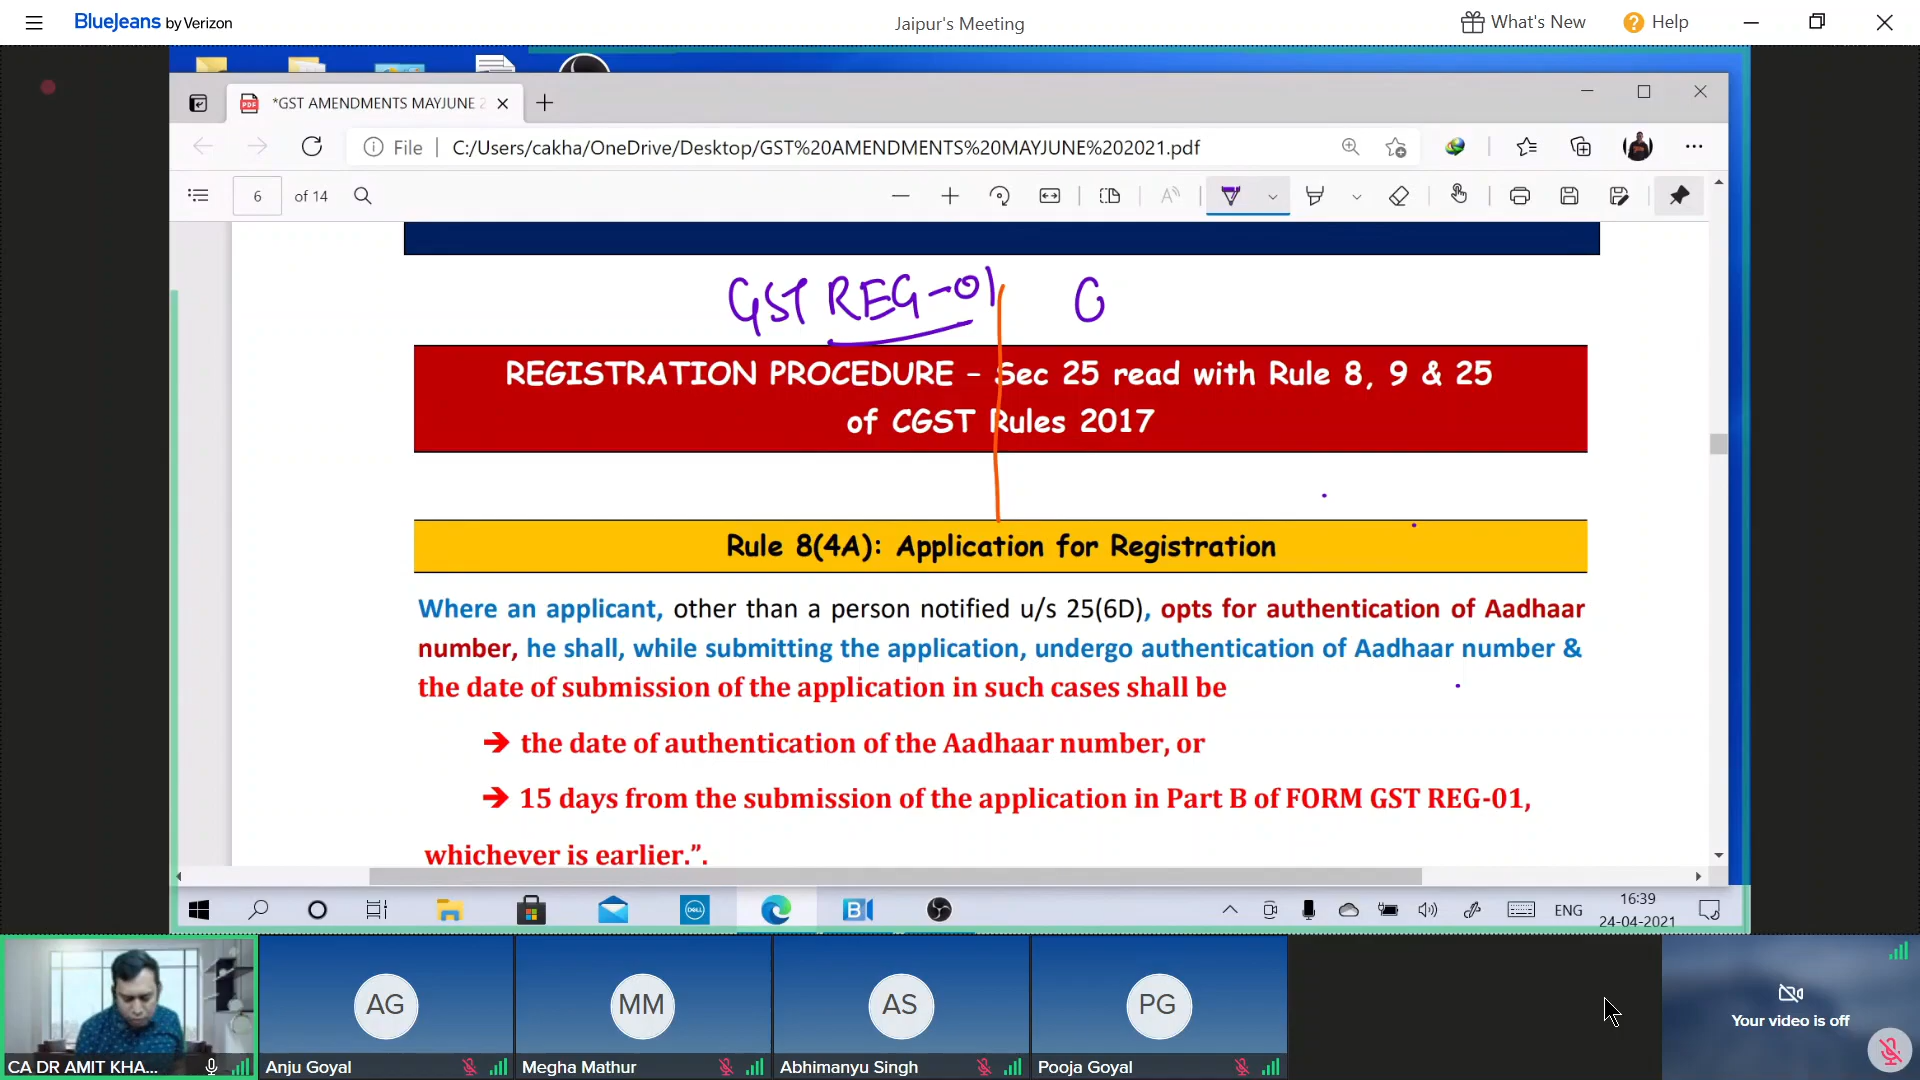 BlueJeans by Verizon
Jaipur's Meeting
What's New
? Help
*GST AMENDMENTS MAYJUNE 2
File
C:/Users/cakha/OneDrive/Desktop/GST%20AMENDMENTS%20MAYJUNE%202021.pdf
6 of 14
GST REG-01
REGISTRATION PROCEDURE – Sec 25 read with Rule 8, 9 & 25
of CGST Rules 2017
Rule 8(4A): Application for Registration
Where an applicant, other than a person notified u/s 25(6D), opts for authentication of Aadhaar
number, he shall, while submitting the application, undergo authentication of Aadhaar number &
the date of submission of the application in such cases shall be
➔ the date of authentication of the Aadhaar number, or
➔ 15 days from the submission of the application in Part B of FORM GST REG-01,
whichever is earlier.”.
DELL
B
ENG
16:39
24-04-2021
AG
MM
AS
PG
Your video is off
CA DR AMIT KHA...
Anju Goyal
Megha Mathur
Abhimanyu Singh
Pooja Goyal